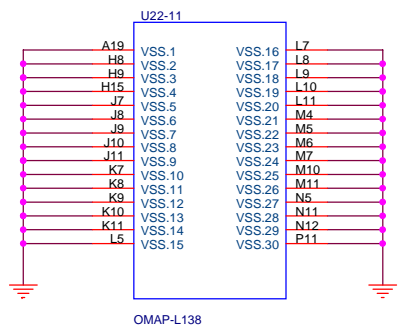 U22-11
A19 VSS.1 VSS.16 L7
H8 VSS.2 VSS.17 L8
H9 VSS.3 VSS.18 L9
H15 VSS.4 VSS.19 L10
J7 VSS.5 VSS.20 L11
J8 VSS.6 VSS.21 M4
J9 VSS.7 VSS.22 M5
J10 VSS.8 VSS.23 M6
J11 VSS.9 VSS.24 M7
K7 VSS.10 VSS.25 M10
K8 VSS.11 VSS.26 M11
K9 VSS.12 VSS.27 N5
K10 VSS.13 VSS.28 N11
K11 VSS.14 VSS.29 N12
L5 VSS.15 VSS.30 P11
OMAP-L138